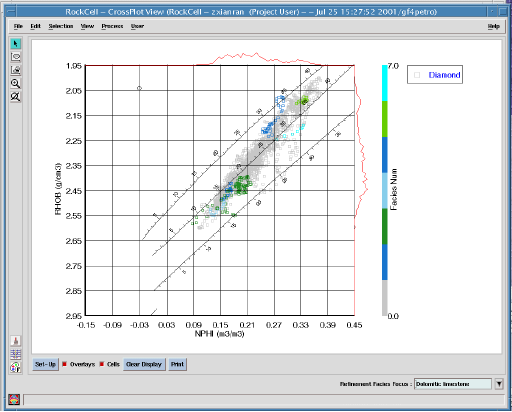 RockCell -- CrossPlot View (RockCell -- zxianran (Project User) -- -- Jul 25 15:27:52 2001/gf4petro)
File Edit Selection View Process User Help
1.95
2.05
2.15
2.25
2.35
2.45
2.55
2.65
2.75
2.85
2.95
RHOB (g/cm3)
-0.15 -0.09 -0.03 0.03 0.09 0.15 0.21 0.27 0.33 0.39 0.45
NPHI (m3/m3)
7.0
Facies Num
0.0
Diamond
Set-Up Overlays Cells Clear Display Print
Refinement Facies Focus : Dolomitic limestone